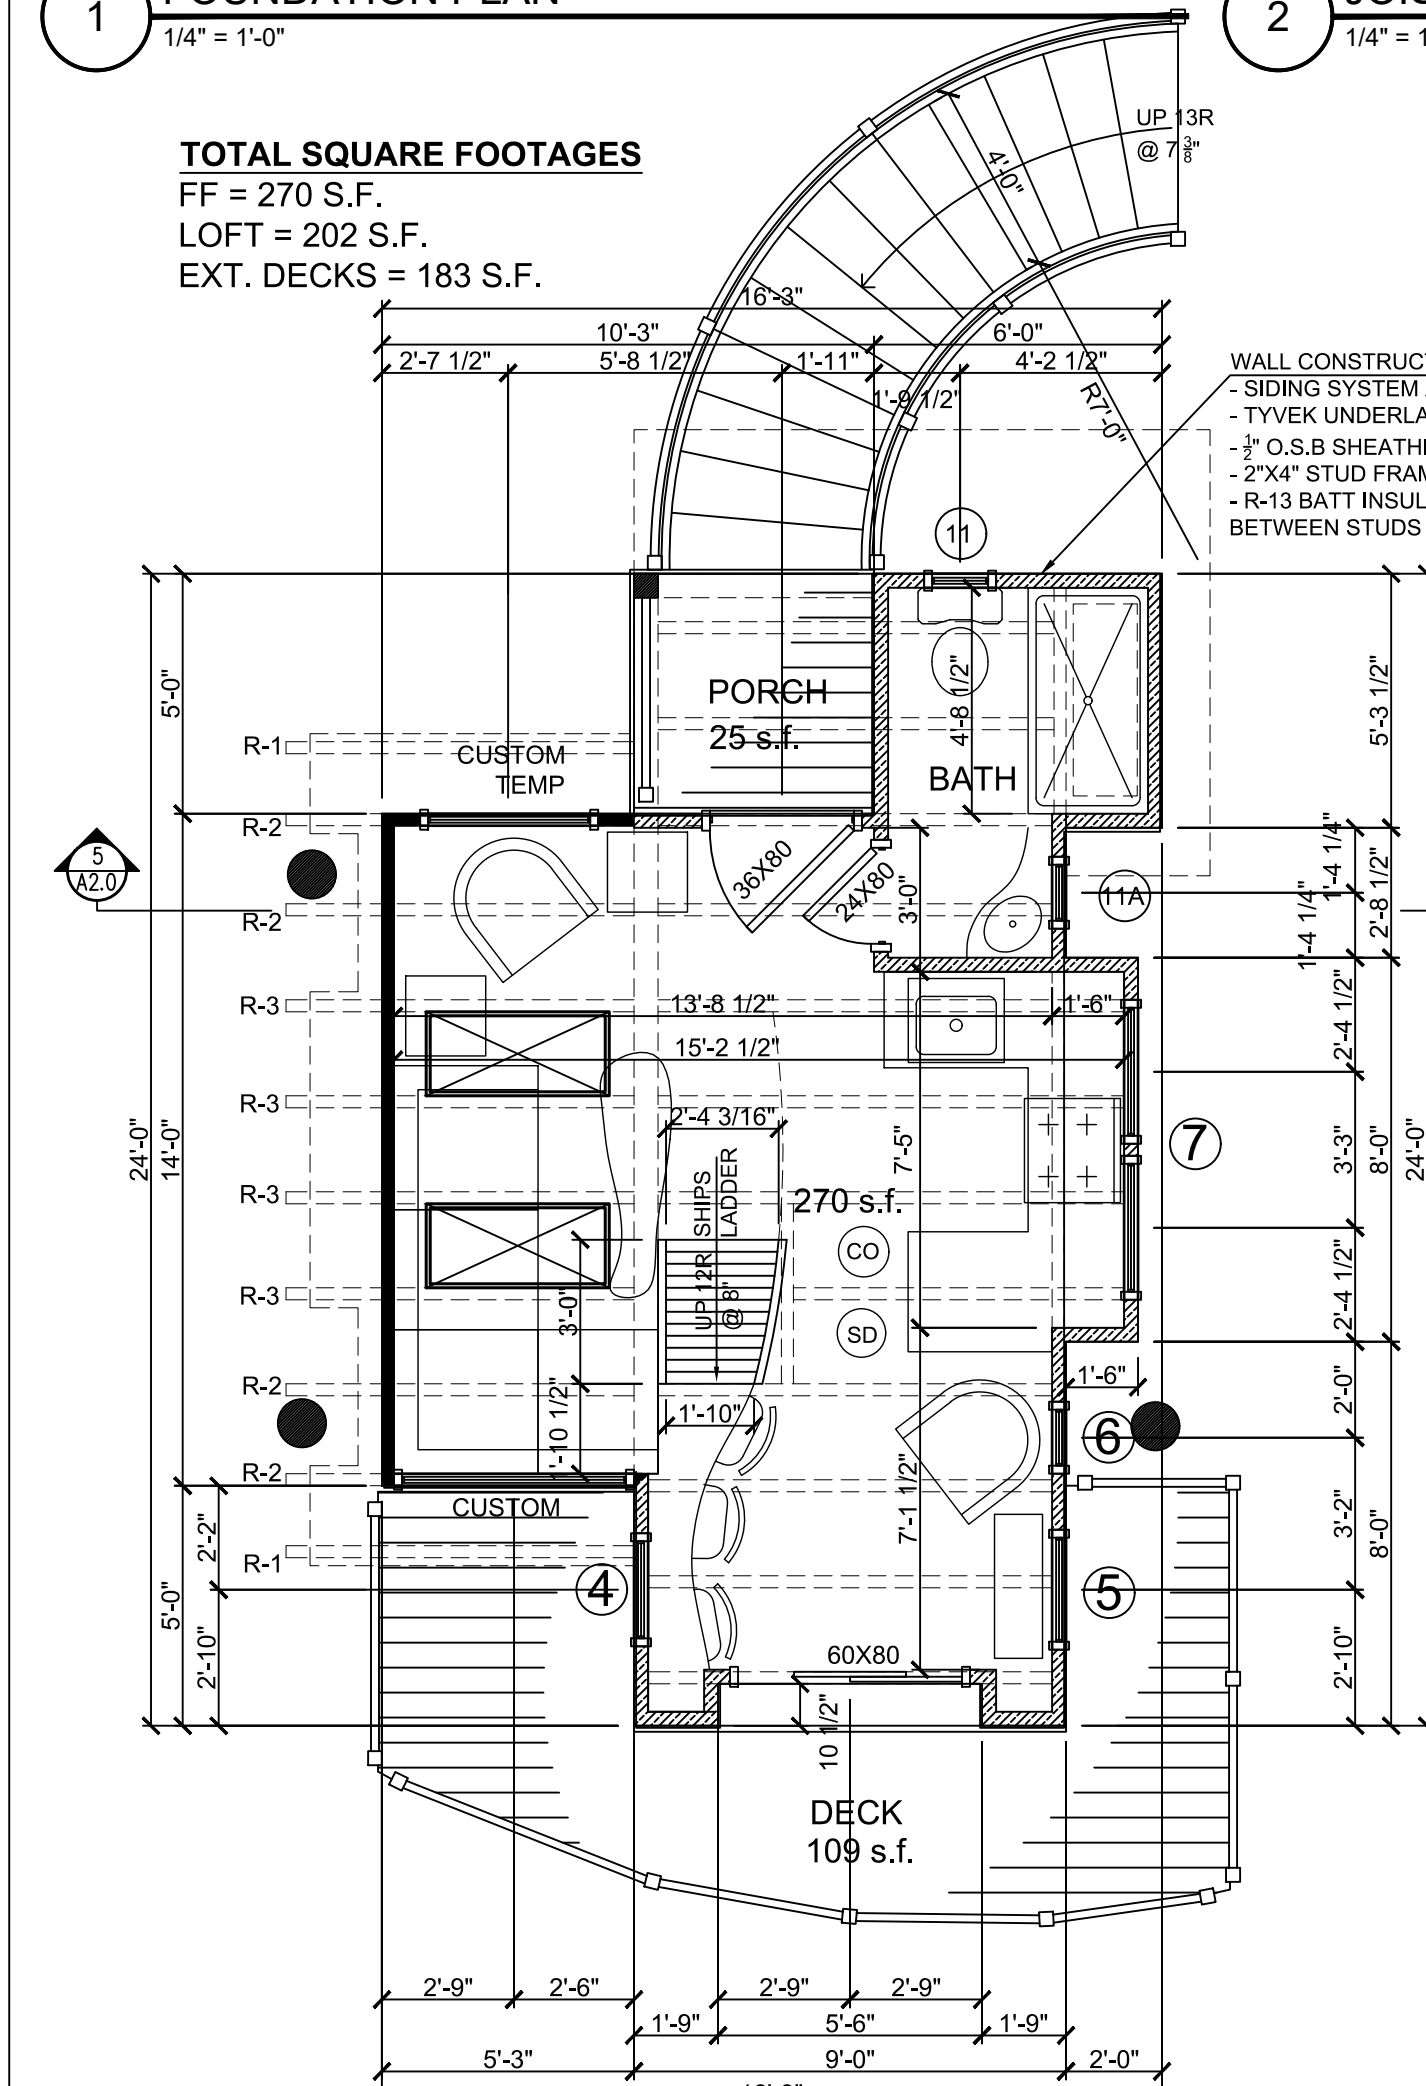 1
FOUNDATION PLAN
1/4" = 1'-0"
2
1/4" = 1
TOTAL SQUARE FOOTAGES
FF = 270 S.F.
LOFT = 202 S.F.
EXT. DECKS = 183 S.F.
UP 13R
@ 7 3/8"
4'-0"
R7'-0"
16'-3"
10'-3"
6'-0"
2'-7 1/2"
5'-8 1/2"
1'-11"
4'-2 1/2"
1'-9 1/2"
WALL CONSTRUCT
- SIDING SYSTEM
- TYVEK UNDERLA
- 1/2" O.S.B SHEATH
- 2"X4" STUD FRAM
- R-13 BATT INSUL
BETWEEN STUDS
11
PORCH
25 s.f.
4'-8 1/2"
BATH
5'-0"
5'-3 1/2"
R-1
CUSTOM
TEMP
R-2
5
A2.0
36X80
24X80
3'-0"
11A
1'-4 1/4"
1'-4 1/4"
2'-8 1/2"
R-2
R-3
13'-8 1/2"
1'-6"
15'-2 1/2"
2'-4 1/2"
R-3
2'-4 3/16"
24'-0"
14'-0"
7'-5"
7
3'-3"
8'-0"
24'-0"
R-3
UP 12R SHIPS
@ 8" LADDER
270 s.f.
CO
R-3
3'-0"
SD
2'-4 1/2"
R-2
1'-10 1/2"
1'-10"
1'-6"
2'-0"
6
R-2
CUSTOM
7'-1 1/2"
2'-2"
3'-2"
8'-0"
R-1
4
5
5'-0"
2'-10"
60X80
2'-10"
10 1/2"
DECK
109 s.f.
2'-9"
2'-6"
2'-9"
2'-9"
1'-9"
5'-6"
1'-9"
5'-3"
9'-0"
2'-0"